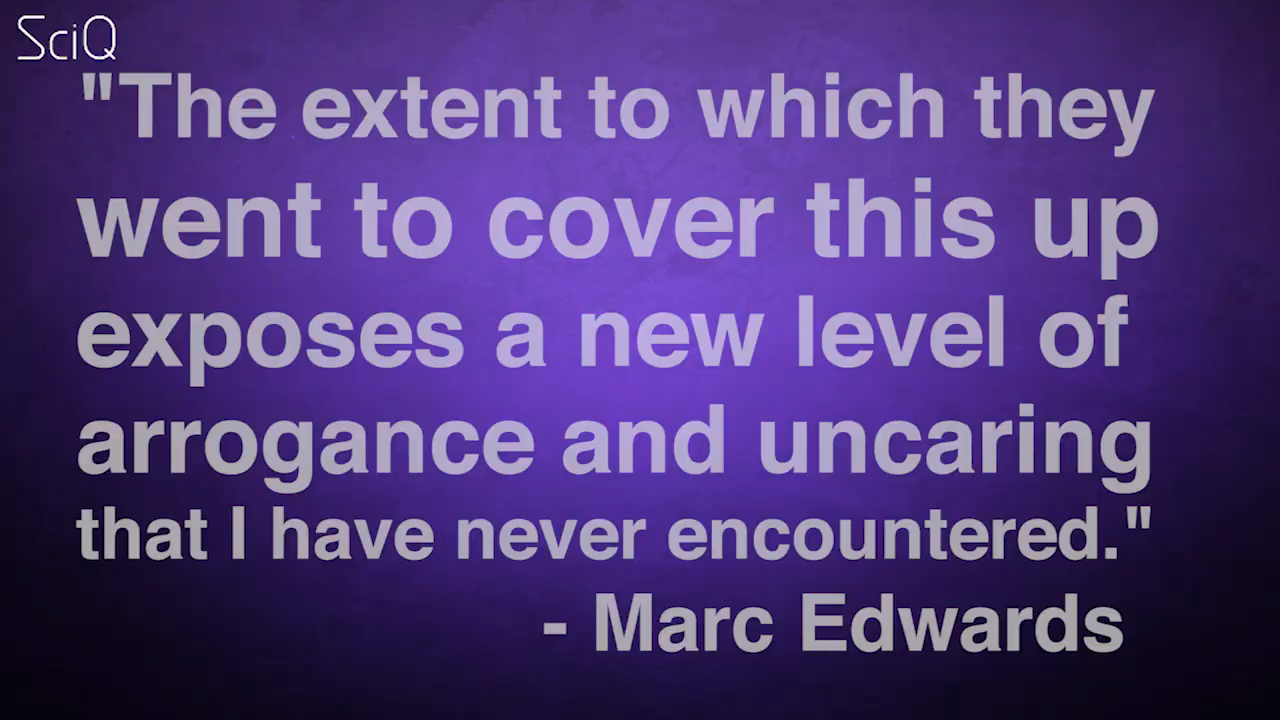 SciQ
"The extent to which they
went to cover this up
exposes a new level of
arrogance and uncaring
that I have never encountered."
- Marc Edwards